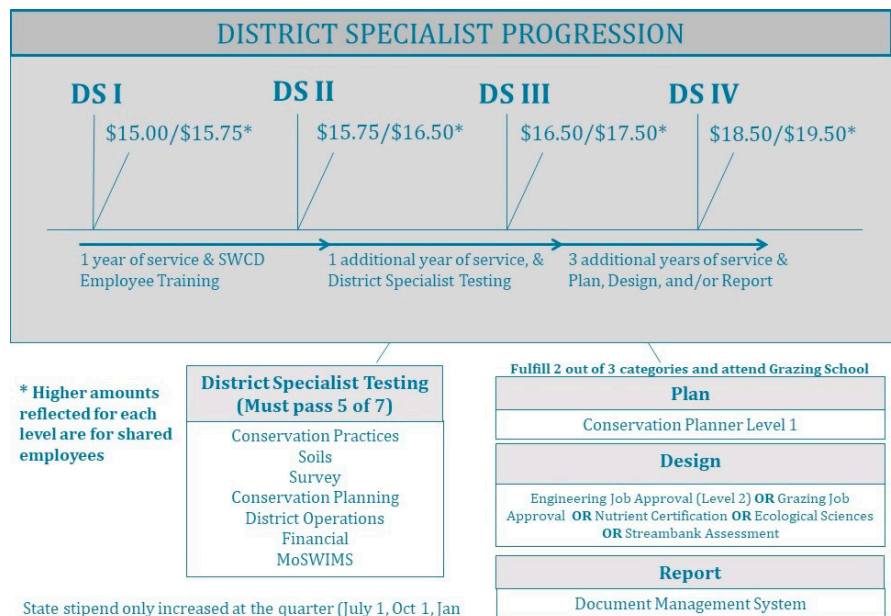 DISTRICT SPECIALIST PROGRESSION
DS I
DS II
DS III
DS IV
$15.00/$15.75*
$15.75/$16.50*
$16.50/$17.50*
$18.50/$19.50*
1 year of service & SWCD
Employee Training
1 additional year of service, &
District Specialist Testing
3 additional years of service &
Plan, Design, and/or Report
* Higher amounts
reflected for each
level are for shared
employees
District Specialist Testing
(Must pass 5 of 7)
Conservation Practices
Soils
Survey
Conservation Planning
District Operations
Financial
MoSWIMS
Fulfill 2 out of 3 categories and attend Grazing School
Plan
Conservation Planner Level 1
Design
Engineering Job Approval (Level 2) OR Grazing Job
Approval OR Nutrient Certification OR Ecological Sciences
OR Streambank Assessment
Report
Document Management System
State stipend only increased at the quarter (July 1, Oct 1, Jan